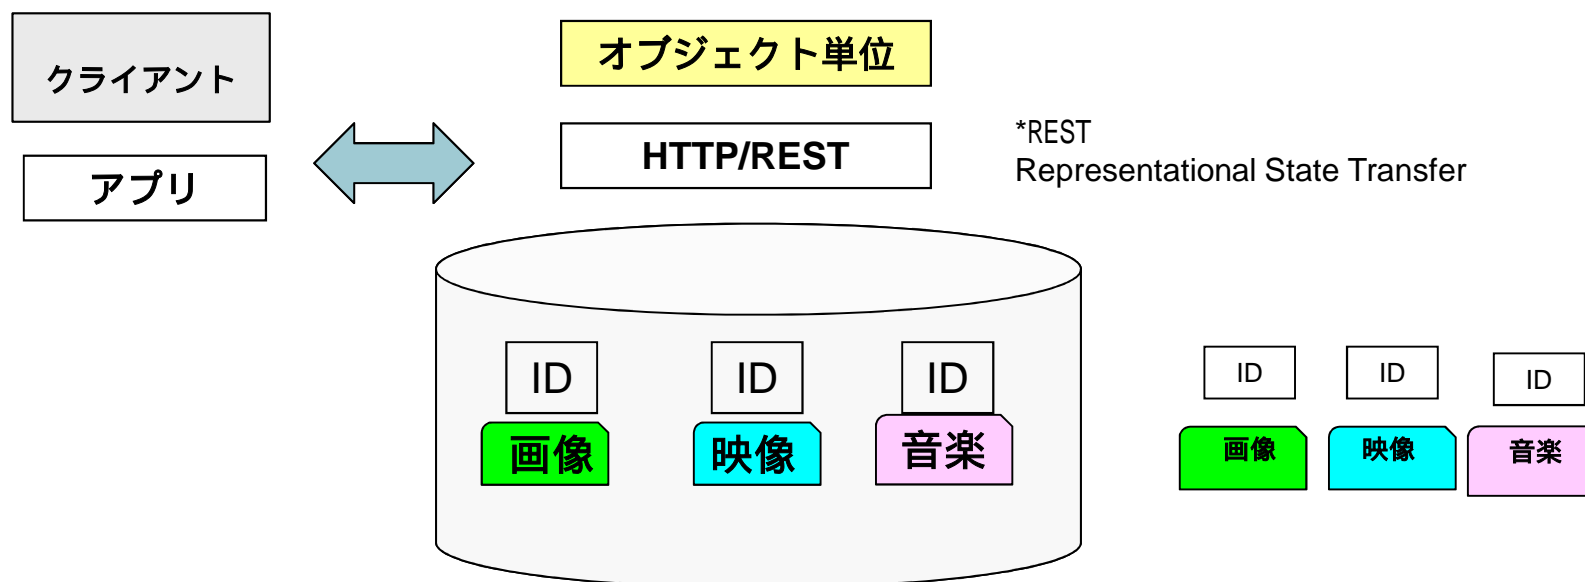 クライアント
アプリ
オブジェクト単位
HTTP/REST
*REST
Representational State Transfer
ID
ID
ID
画像
映像
音楽
ID
ID
ID
画像
映像
音楽